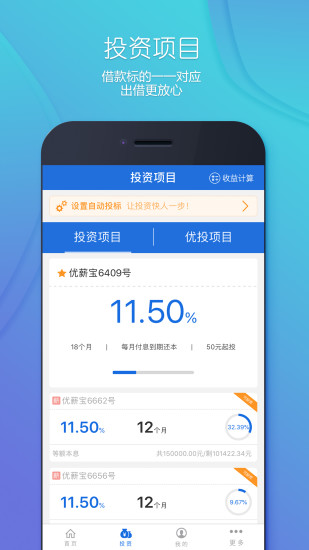 投资项目
借款标的一一对应
出借更放心
投资项目
收益计算
设置自动投标 让投资快人一步！
投资项目
优投项目
优薪宝6409号
11.50%
18个月 | 每月付息到期还本 | 50元起投
优薪宝6662号
11.50%
12个月
32.39%
等额本息
共150000.00元/剩101422.34元
优薪宝6656号
11.50%
12个月
9.67%
首页
投资
我的
更多